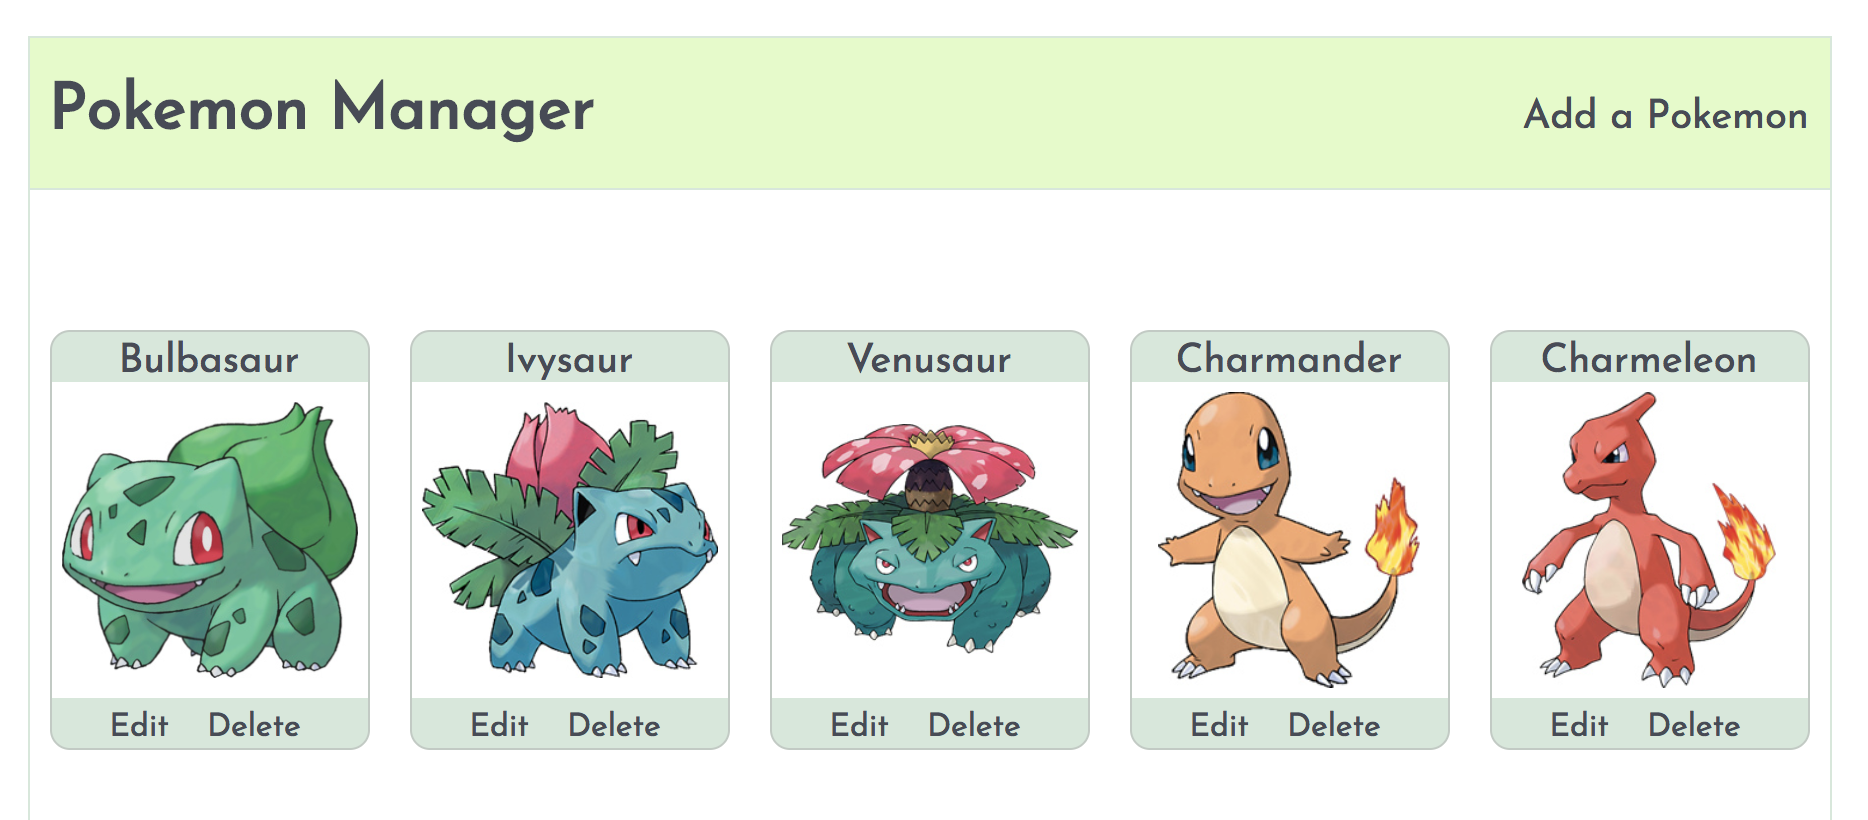 Pokemon Manager
Add a Pokemon
Bulbasaur
Ivysaur
Venusaur
Charmander
Charmeleon
Edit Delete
Edit Delete
Edit Delete
Edit Delete
Edit Delete